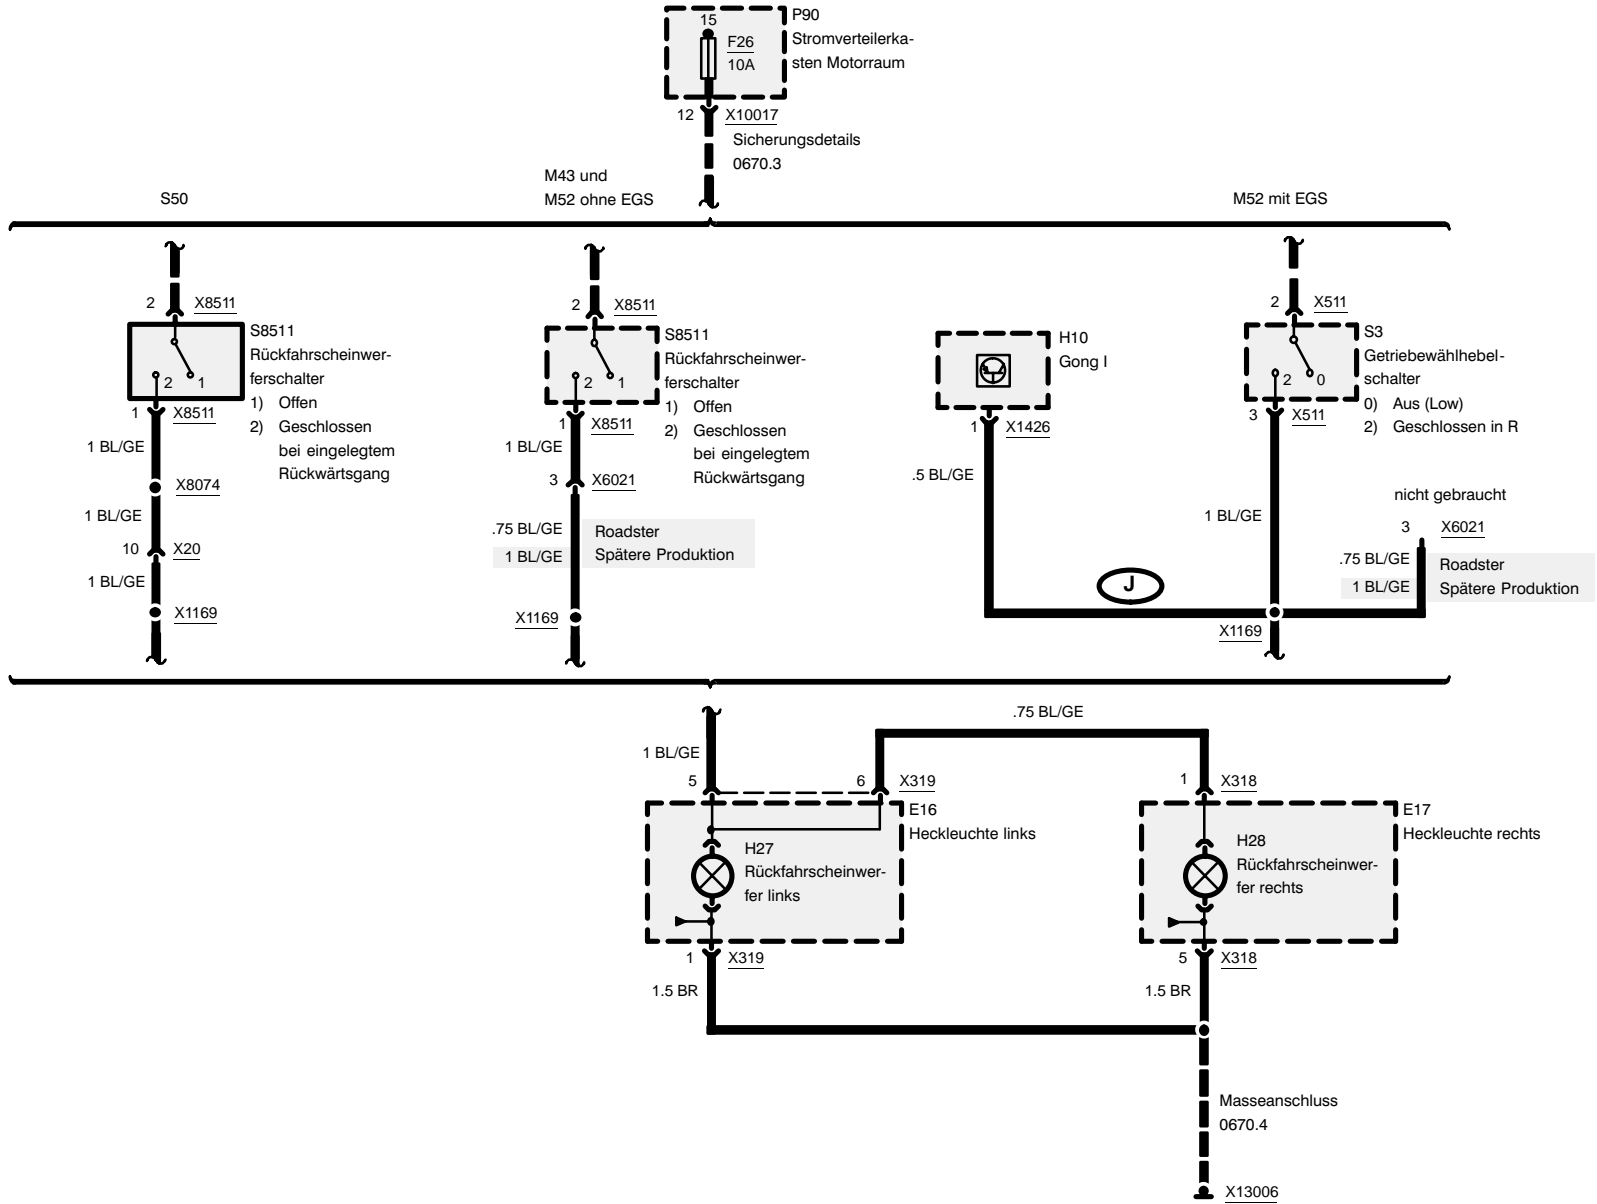 15
P90
F26
Stromverteilerka-
10A
sten Motorraum
12
X10017
Sicherungsdetails
0670.3
S50
M43 und
M52 ohne EGS
M52 mit EGS
2
X8511
S8511
Rückfahrscheinwer-
ferschalter
2
1
1) Offen
2) Geschlossen
bei eingelegtem
Rückwärtsgang
1
X8511
1 BL/GE
X8074
1 BL/GE
10
X20
1 BL/GE
X1169
2
X8511
S8511
Rückfahrscheinwer-
ferschalter
2
1
1) Offen
2) Geschlossen
bei eingelegtem
Rückwärtsgang
1
X8511
1 BL/GE
3
X6021
.75 BL/GE
Roadster
1 BL/GE
Spätere Produktion
X1169
H10
Gong I
1
X1426
.5 BL/GE
J
2
X511
S3
Getriebewählhebel-
schalter
2
0
0) Aus (Low)
2) Geschlossen in R
3
X511
1 BL/GE
nicht gebraucht
3
X6021
.75 BL/GE
Roadster
1 BL/GE
Spätere Produktion
X1169
.75 BL/GE
1 BL/GE
5
6
X319
1
X318
E16
Heckleuchte links
H27
Rückfahrscheinwer-
fer links
E17
Heckleuchte rechts
H28
Rückfahrscheinwer-
fer rechts
1
X319
5
X318
1.5 BR
1.5 BR
Masseanschluss
0670.4
X13006